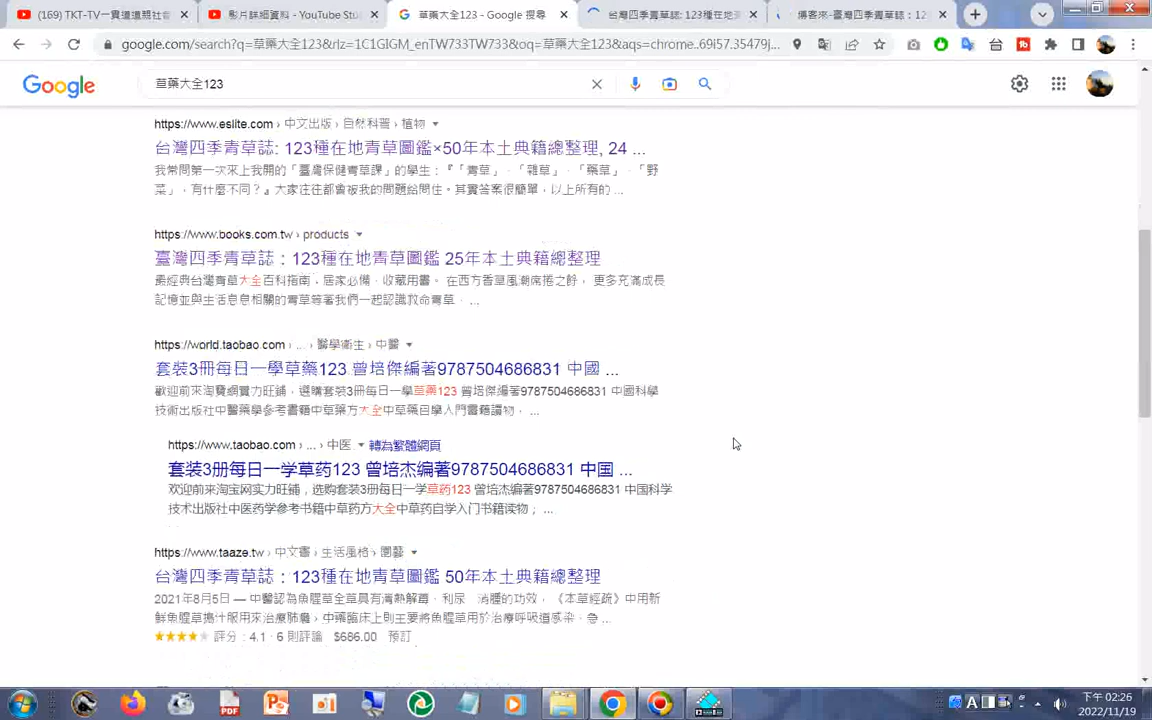 (169) TKT-TV一貫道道親社
影片詳細資料 - YouTube Stu
草藥大全123 - Google 搜尋
台灣四季青草誌: 123種在地
博客來-臺灣四季青草誌：12
google.com/search?q=草藥大全123&rlz=1C1GIGM_enTW733TW733&oq=草藥大全123&aqs=chrome..69i57.35479j...
Google
草藥大全123
https://www.eslite.com › 中文出版 › 自然科普 › 植物
台灣四季青草誌: 123種在地青草圖鑑×50年本土典籍總整理, 24 ...
我常問第一次來上我開的「臺灣保健青草課」的學生：『「青草」、「雜草」、「藥草」、「野
菜」，有什麼不同？』大家往往都會被我的問題給問住。其實答案很簡單，以上所有的 ...
https://www.books.com.tw › products
臺灣四季青草誌：123種在地青草圖鑑 25年本土典籍總整理
最經典台灣青草大全百科指南．居家必備．收藏用書。 在西方香草風潮席捲之餘， 更多充滿成長
記憶並與生活息息相關的青草等著我們一起認識救命青草． ...
https://world.taobao.com › ... › 醫學衛生 › 中醫
套裝3冊每日一學草藥123 曾培傑編著9787504686831 中國 ...
歡迎前來淘寶網實力旺鋪，選購套裝3冊每日一學草藥123 曾培傑編著9787504686831 中國科學
技術出版社中醫藥學參考書籍中草藥方大全中草藥自學入門書籍讀物， ...
https://www.taobao.com › ... › 中医 轉為繁體網頁
套装3册每日一学草药123 曾培杰编著9787504686831 中国 ...
欢迎前来淘宝网实力旺铺，选购套装3册每日一学草药123 曾培杰编著9787504686831 中国科学
技术出版社中医药学参考书籍中草药方大全中草药自学入门书籍读物； ...
https://www.taaze.tw › 中文書 › 生活風格 › 園藝
台灣四季青草誌：123種在地青草圖鑑 50年本土典籍總整理
2021年8月5日 — 中醫認為魚腥草全草具有清熱解毒、利尿 消腫的功效，《本草經疏》中用新
鮮魚腥草搗汁服用來治療肺癰，中藥臨床上則主要將魚腥草用於治療呼吸道感染、急 ...
評分：4.1 · 6 則評論 $686.00 預訂
下午 02:26
2022/11/19